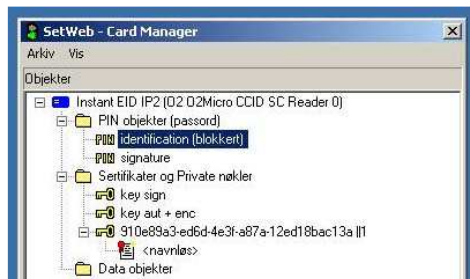 SetWeb - Card Manager
Arkiv Vis
Objekter
Instant EID IP2 (O2 O2Micro CCID SC Reader 0)
PIN objekter (passord)
PIN identification (blokkert)
PIN signature
Sertifikater og Private nøkler
key sign
key aut + enc
910e89a3-ed6d-4e3f-a87a-12ed18bac13a ||1
<navnløs>
Data objekter